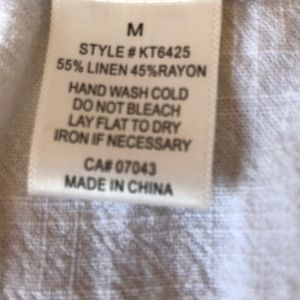 M
STYLE # KT6425
55% LINEN 45%RAYON
HAND WASH COLD
DO NOT BLEACH
LAY FLAT TO DRY
IRON IF NECESSARY
CA# 07043
MADE IN CHINA